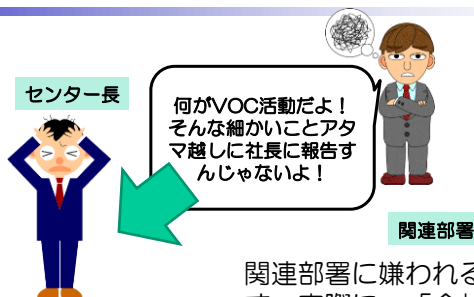 センター長
何がVOC活動だよ！
そんな細かいことアタ
マ越しに社長に報告す
んじゃないよ！
関連部署
関連部署に嫌われる